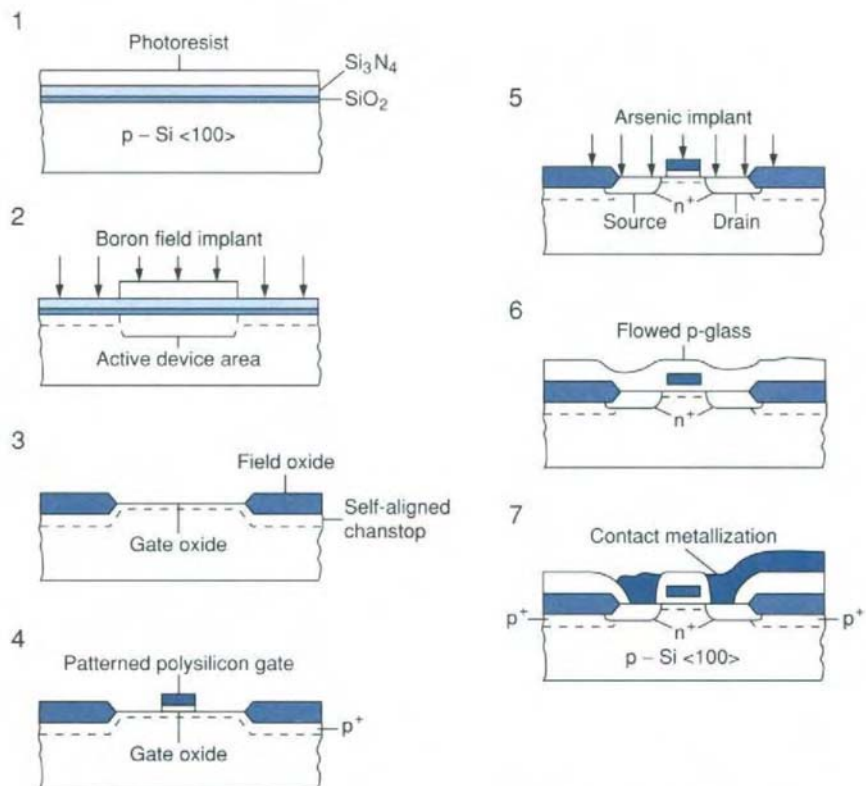 1
Photoresist
Si₃N₄
SiO₂
p – Si <100>
2
Boron field implant
Active device area
3
Field oxide
Self-aligned
chanstop
Gate oxide
4
Patterned polysilicon gate
p⁺
Gate oxide
5
Arsenic implant
n⁺
Source
Drain
6
Flowed p-glass
n⁺
7
Contact metallization
p⁺
n⁺
p⁺
p – Si <100>